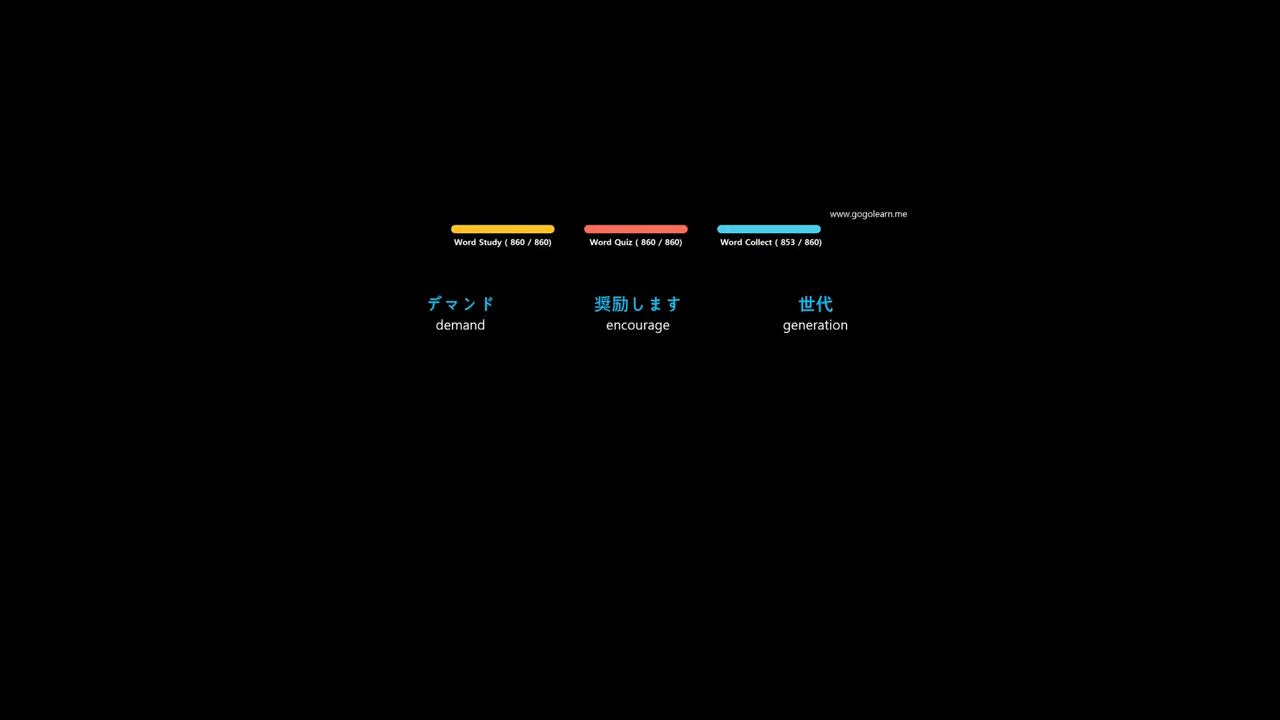 www.gogolearn.me
Word Study ( 860 / 860)
Word Quiz ( 860 / 860)
Word Collect ( 853 / 860)
デマンド
demand
奨励します
encourage
世代
generation